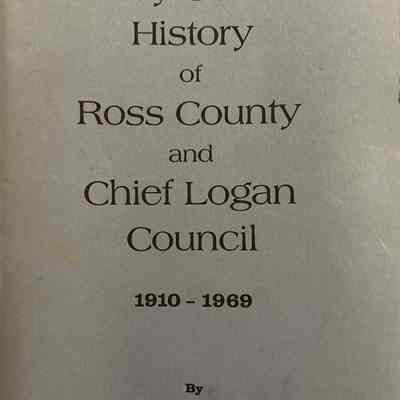 History
of
Ross County
and
Chief Logan
Council
1910 – 1969
By